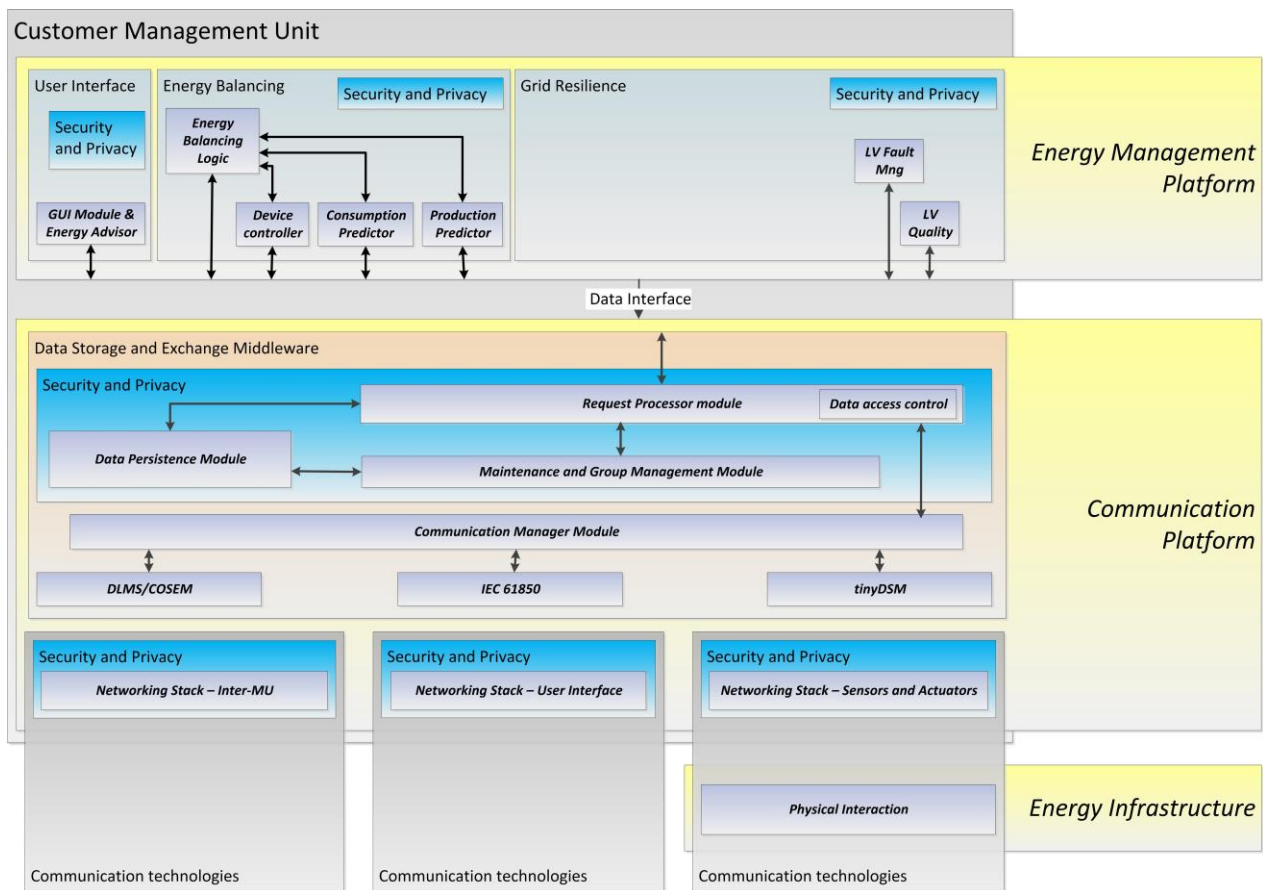 Customer Management Unit
User Interface
Security
and Privacy
GUI Module &
Energy Advisor
Energy Balancing
Security and Privacy
Energy
Balancing
Logic
Device
controller
Consumption
Predictor
Production
Predictor
Grid Resilience
Security and Privacy
LV Fault
Mng
LV
Quality
Energy Management
Platform
Data Interface
Data Storage and Exchange Middleware
Security and Privacy
Request Processor module
Data access control
Data Persistence Module
Maintenance and Group Management Module
Communication Manager Module
DLMS/COSEM
IEC 61850
tinyDSM
Communication
Platform
Security and Privacy
Networking Stack – Inter-MU
Communication technologies
Security and Privacy
Networking Stack – User Interface
Communication technologies
Security and Privacy
Networking Stack – Sensors and Actuators
Physical Interaction
Communication technologies
Energy Infrastructure